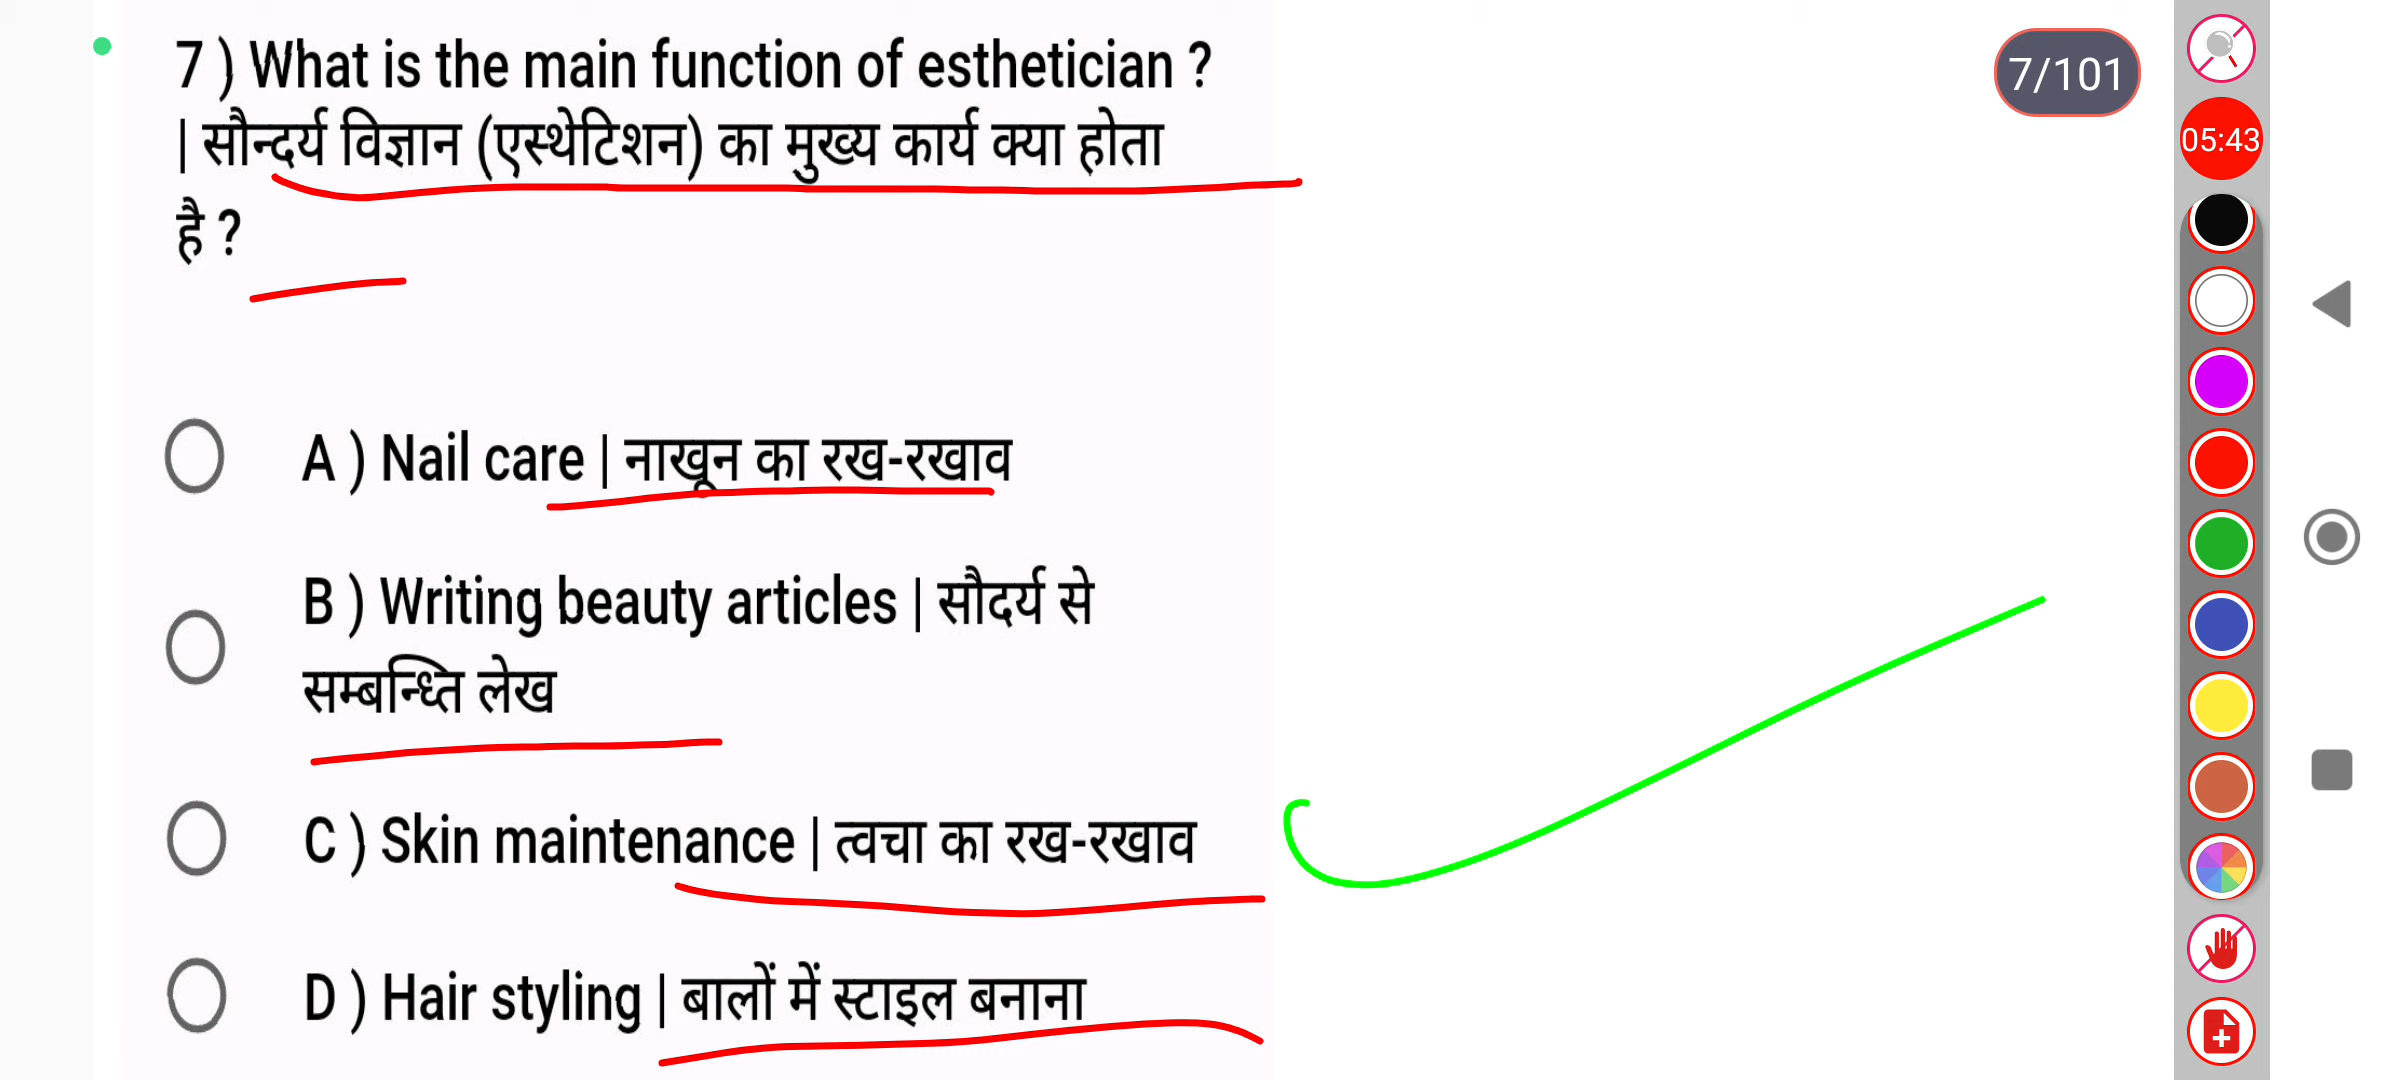 7 ) What is the main function of esthetician ?
| सौन्दर्य विज्ञान (एस्थेटिशन) का मुख्य कार्य क्या होता
है ?
7/101
05:43
A ) Nail care | नाखून का रख-रखाव
B ) Writing beauty articles | सौदर्य से
सम्बन्ध्ति लेख
C ) Skin maintenance | त्वचा का रख-रखाव
D ) Hair styling | बालों में स्टाइल बनाना